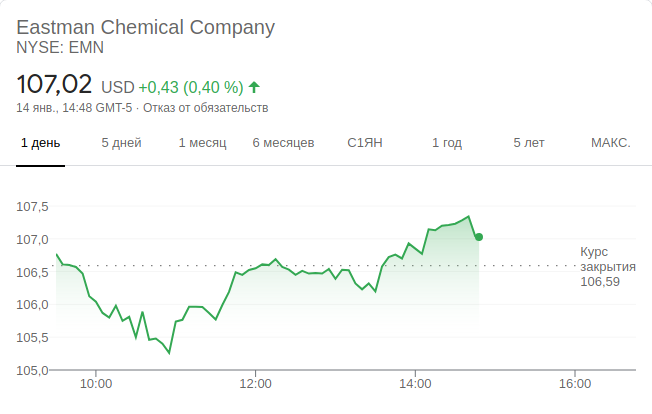 Eastman Chemical Company
NYSE: EMN
107,02 USD +0,43 (0,40 %)
14 янв., 14:48 GMT-5 · Отказ от обязательств
1 день 5 дней 1 месяц 6 месяцев С1ЯН 1 год 5 лет МАКС.
107,5
107,0
106,5
106,0
105,5
105,0
Курс
закрытия
106,59
10:00 12:00 14:00 16:00